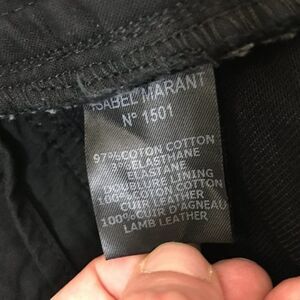 ISABEL MARANT
N° 1501
97%COTON COTTON
3%ELASTHANE
ELASTANE
DOUBLURE LINING
100%COTON COTTON
CUIR LEATHER
100%CUIR D'AGNEAU
LAMB LEATHER